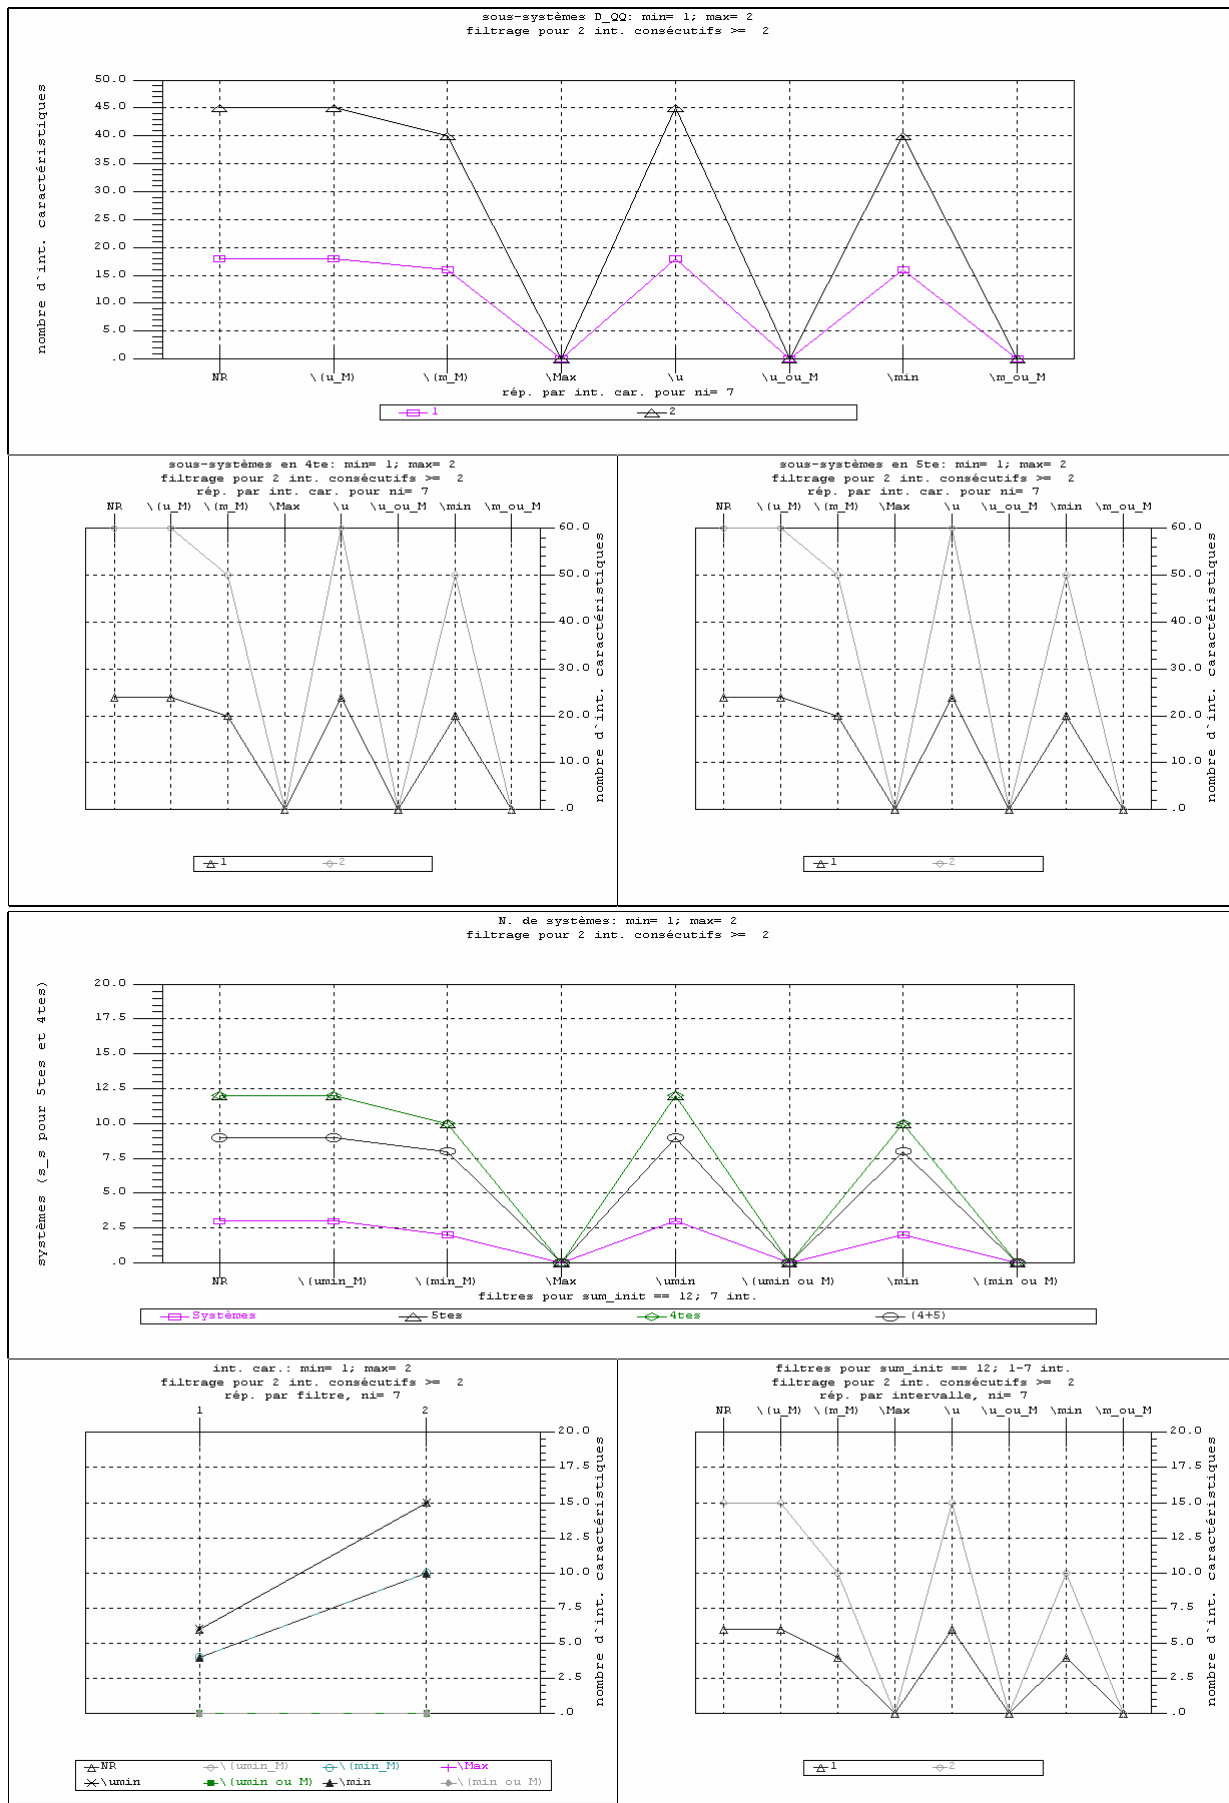 sous-systèmes D_QQ: min= 1; max= 2
filtrage pour 2 int. consécutifs >= 2
nombre d`int. caractéristiques
50.0
45.0
40.0
35.0
30.0
25.0
20.0
15.0
10.0
5.0
.0
NR \(u_M) \(m_M) \Max \u \u_ou_M \min \m_ou_M
rép. par int. car. pour ni= 7
1 2
sous-systèmes en 4te: min= 1; max= 2
filtrage pour 2 int. consécutifs >= 2
rép. par int. car. pour ni= 7
NR \(u_M) \(m_M) \Max \u \u_ou_M \min \m_ou_M
60.0
50.0
40.0
30.0
20.0
10.0
.0
nombre d`int. caractéristiques
1 2
sous-systèmes en 5te: min= 1; max= 2
filtrage pour 2 int. consécutifs >= 2
rép. par int. car. pour ni= 7
NR \(u_M) \(m_M) \Max \u \u_ou_M \min \m_ou_M
60.0
50.0
40.0
30.0
20.0
10.0
.0
nombre d`int. caractéristiques
1 2
N. de systèmes: min= 1; max= 2
filtrage pour 2 int. consécutifs >= 2
systèmes (s_s pour 5tes et 4tes)
20.0
17.5
15.0
12.5
10.0
7.5
5.0
2.5
.0
NR \(umin_M) \(min_M) \Max \umin \(umin ou M) \min \(min ou M)
filtres pour sum_init == 12; 7 int.
Systèmes 5tes 4tes (4+5)
int. car.: min= 1; max= 2
filtrage pour 2 int. consécutifs >= 2
rép. par filtre, ni= 7
1 2
20.0
17.5
15.0
12.5
10.0
7.5
5.0
2.5
.0
nombre d`int. caractéristiques
NR \(umin_M) \(min_M) \Max
\umin \(umin ou M) \min \(min ou M)
filtres pour sum_init == 12; 1-7 int.
filtrage pour 2 int. consécutifs >= 2
rép. par intervalle, ni= 7
NR \(u_M) \(m_M) \Max \u \u_ou_M \min \m_ou_M
20.0
17.5
15.0
12.5
10.0
7.5
5.0
2.5
.0
nombre d`int. caractéristiques
1 2